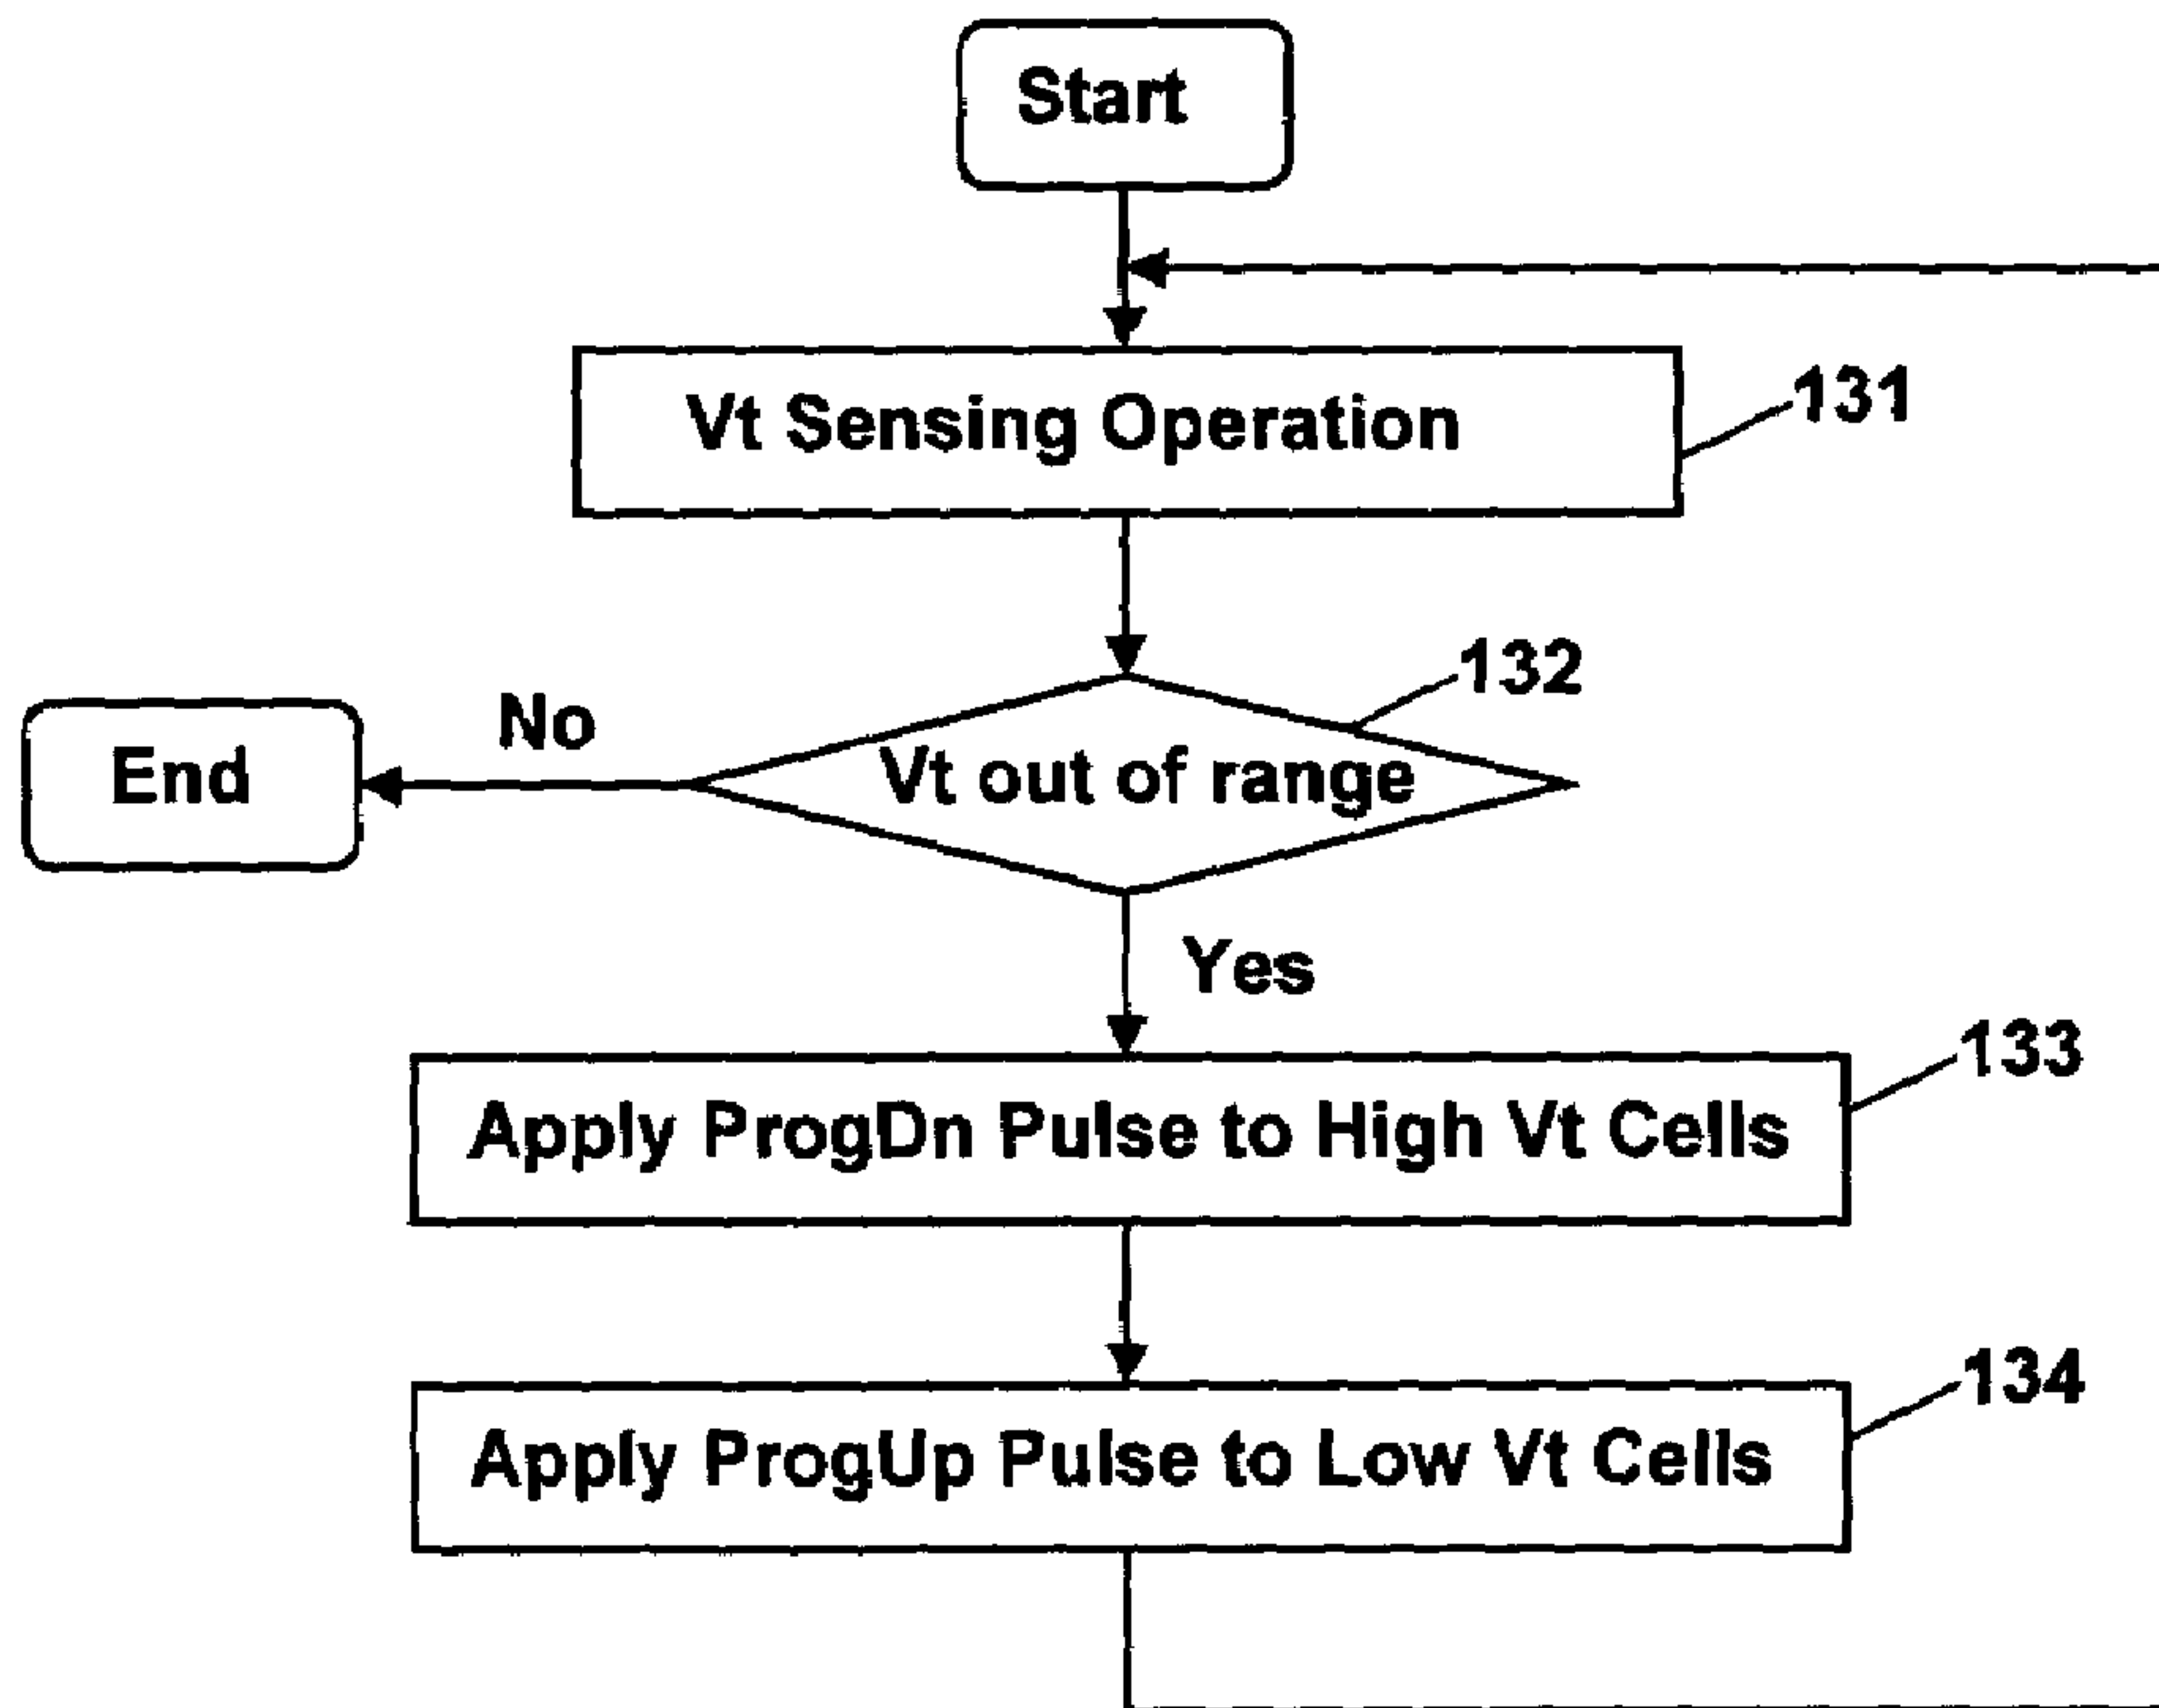 Start
Vt Sensing Operation
131
132
Vt out of range
No
End
Yes
133
Apply ProgDn Pulse to High Vt Cells
134
Apply ProgUp Pulse to Low Vt Cells